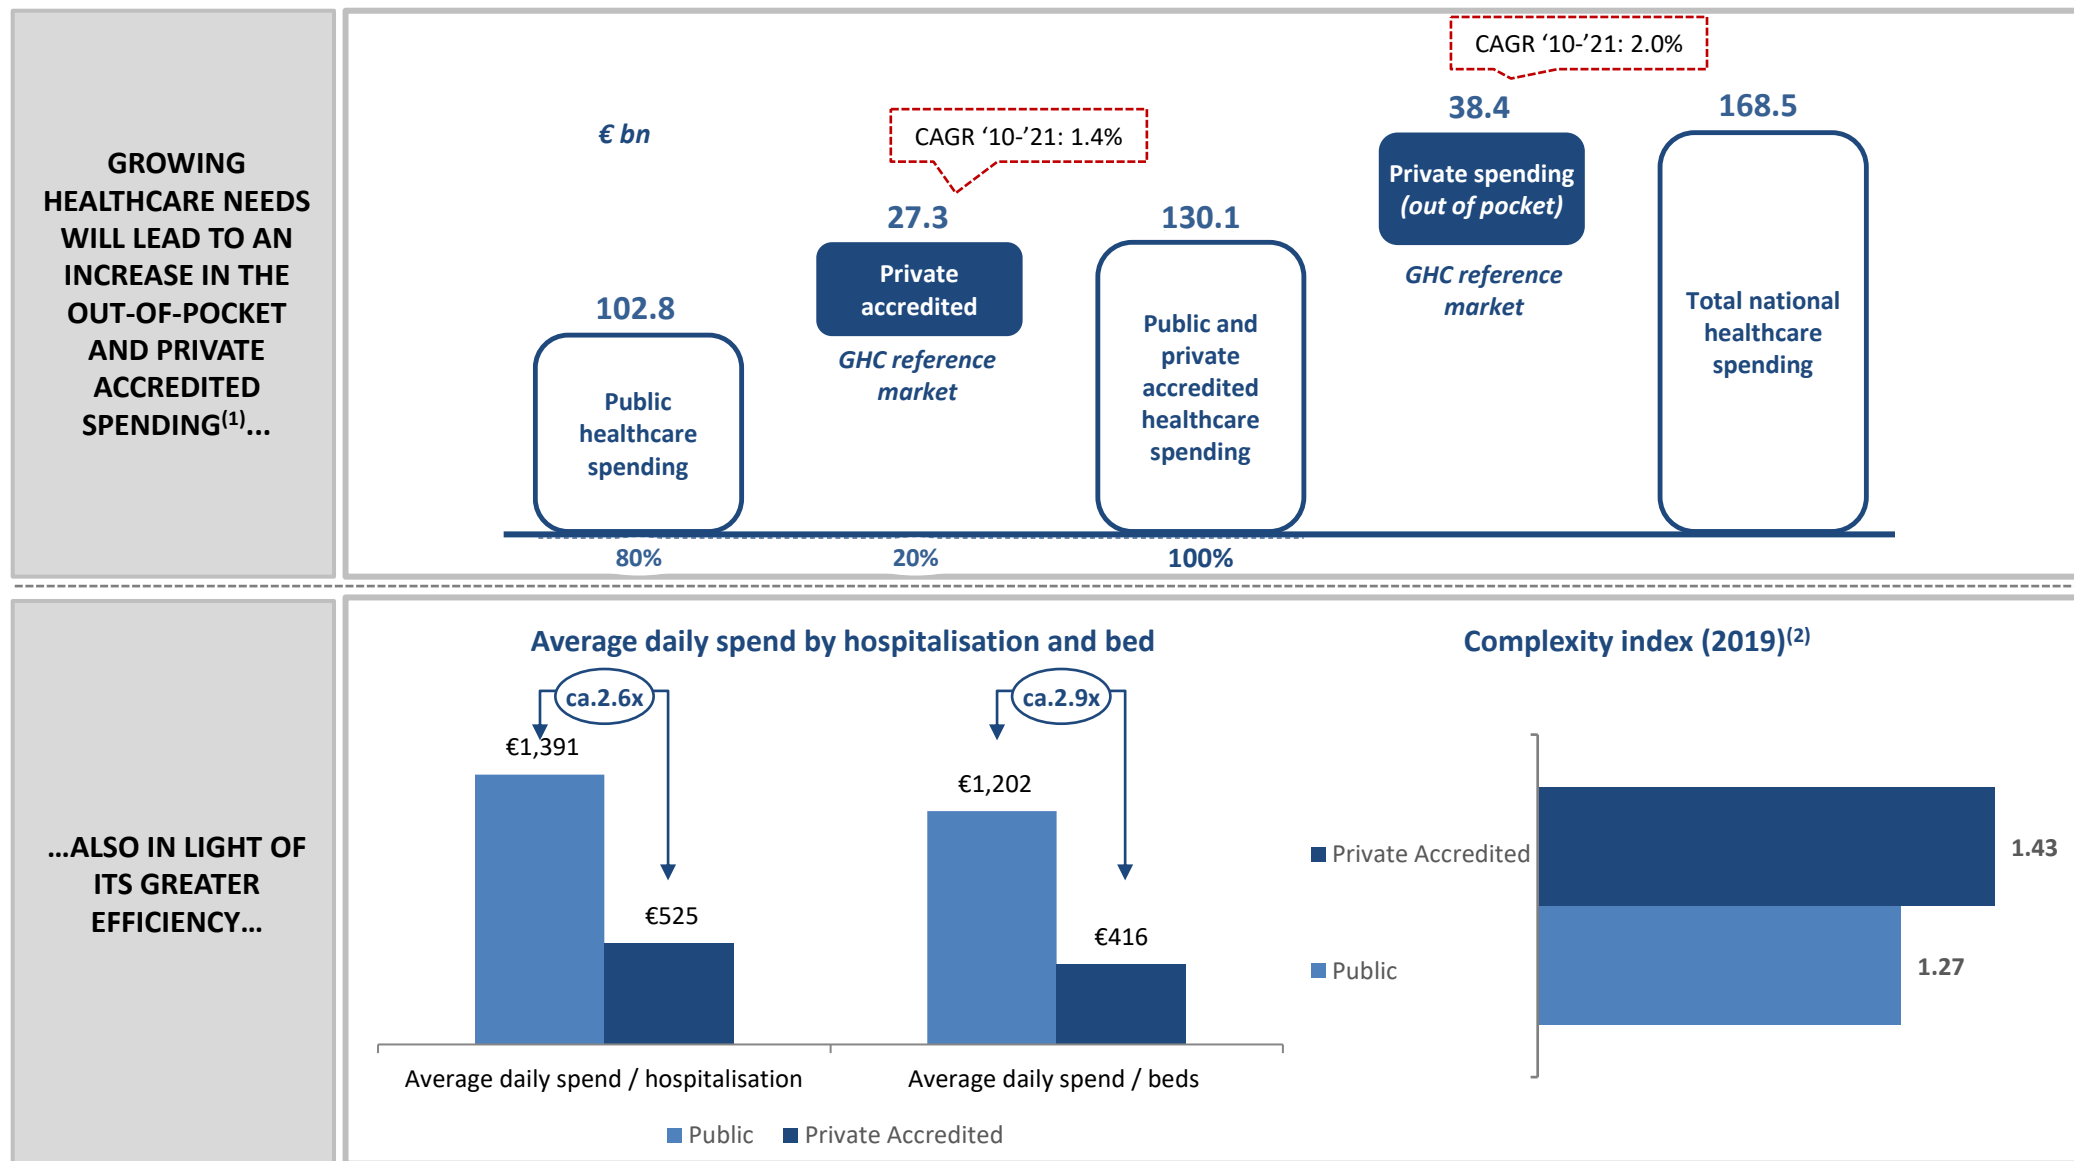 GROWING
HEALTHCARE NEEDS
WILL LEAD TO AN
INCREASE IN THE
OUT-OF-POCKET
AND PRIVATE
ACCREDITED
SPENDING(1)...
€ bn
CAGR ‘10-’21: 1.4%
CAGR ‘10-’21: 2.0%
102.8
Public
healthcare
spending
27.3
Private
accredited
GHC reference
market
130.1
Public and
private
accredited
healthcare
spending
38.4
Private spending
(out of pocket)
GHC reference
market
168.5
Total national
healthcare
spending
80%
20%
100%
…ALSO IN LIGHT OF
ITS GREATER
EFFICIENCY…
Average daily spend by hospitalisation and bed
ca.2.6x
ca.2.9x
€1,391
€525
€1,202
€416
Average daily spend / hospitalisation
Average daily spend / beds
Public
Private Accredited
Complexity index (2019)(2)
Private Accredited
1.43
Public
1.27